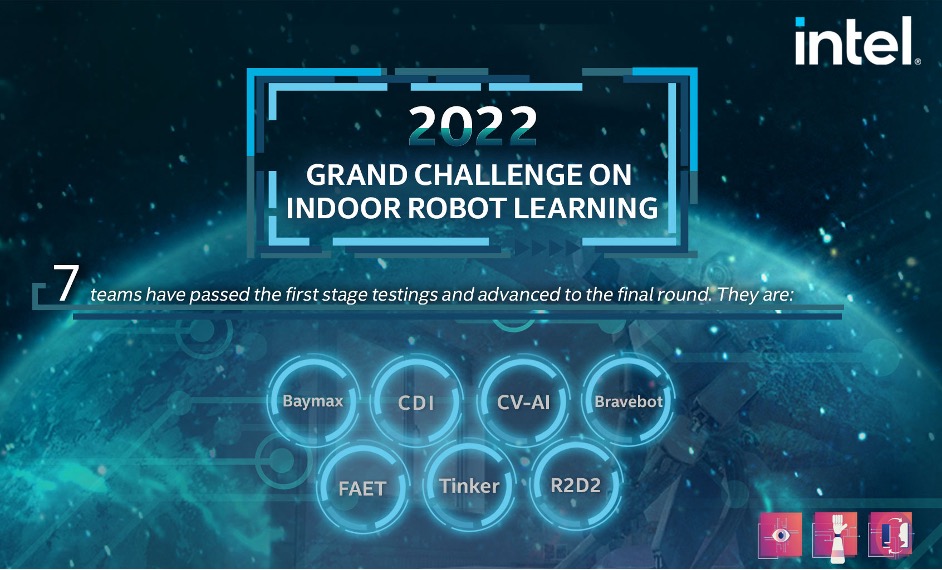 intel®
2022
GRAND CHALLENGE ON
INDOOR ROBOT LEARNING
7 teams have passed the first stage testings and advanced to the final round. They are:
Baymax CDI CV-AI Bravebot
FAET Tinker R2D2